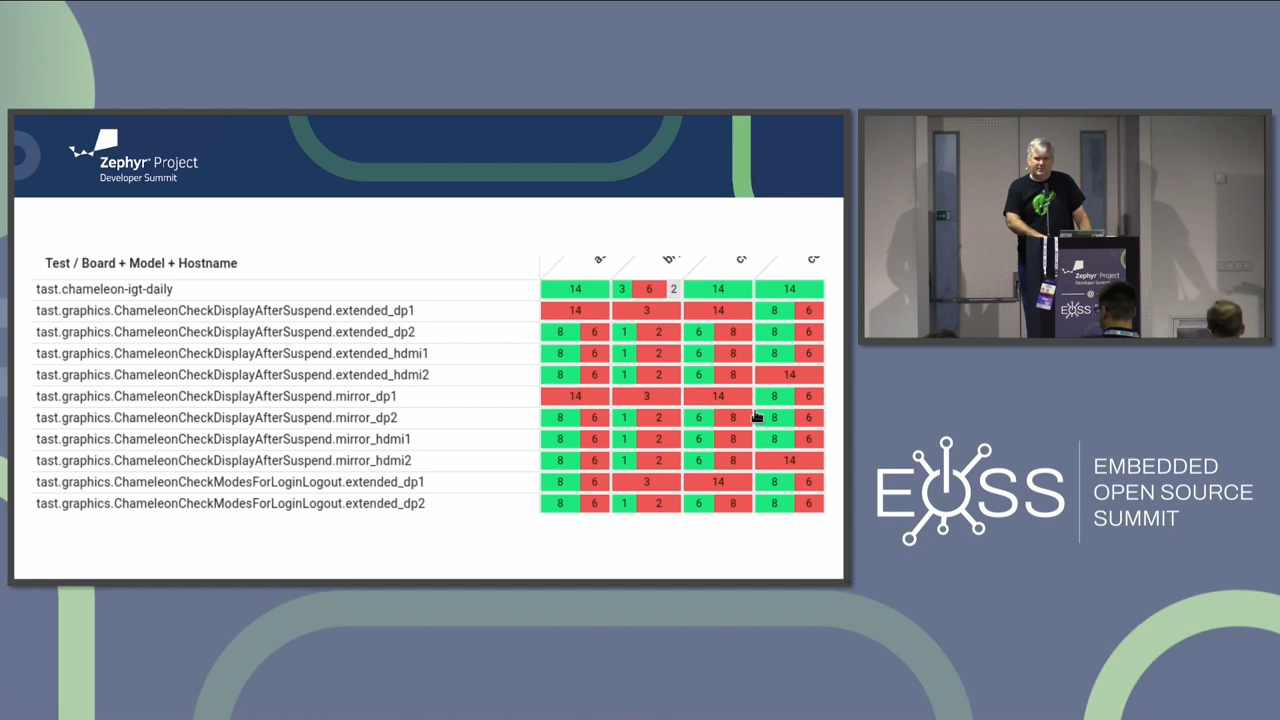 Zephyr® Project
Developer Summit
Test / Board + Model + Hostname
tast.chameleon-igt-daily 14 3 6 2 14 14
tast.graphics.ChameleonCheckDisplayAfterSuspend.extended_dp1 14 3 14 8 6
tast.graphics.ChameleonCheckDisplayAfterSuspend.extended_dp2 8 6 1 2 6 8 8 6
tast.graphics.ChameleonCheckDisplayAfterSuspend.extended_hdmi1 8 6 1 2 6 8 8 6
tast.graphics.ChameleonCheckDisplayAfterSuspend.extended_hdmi2 8 6 1 2 6 8 14
tast.graphics.ChameleonCheckDisplayAfterSuspend.mirror_dp1 14 3 14 8 6
tast.graphics.ChameleonCheckDisplayAfterSuspend.mirror_dp2 8 6 1 2 6 8 8 6
tast.graphics.ChameleonCheckDisplayAfterSuspend.mirror_hdmi1 8 6 1 2 6 8 8 6
tast.graphics.ChameleonCheckDisplayAfterSuspend.mirror_hdmi2 8 6 1 2 6 8 14
tast.graphics.ChameleonCheckModesForLoginLogout.extended_dp1 8 6 3 14 8 6
tast.graphics.ChameleonCheckModesForLoginLogout.extended_dp2 8 6 1 2 6 8 8 6
Zephyr® Project
Developer Summit
@
EOSS
EOSS
EMBEDDED
OPEN SOURCE
SUMMIT